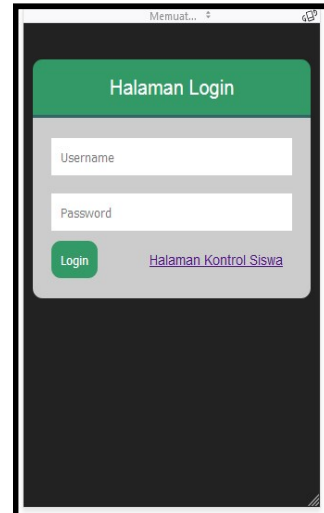 Memuat...
Halaman Login
Username
Password
Login Halaman Kontrol Siswa